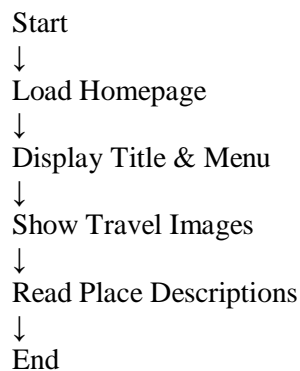 Start
↓
Load Homepage
↓
Display Title & Menu
↓
Show Travel Images
↓
Read Place Descriptions
↓
End